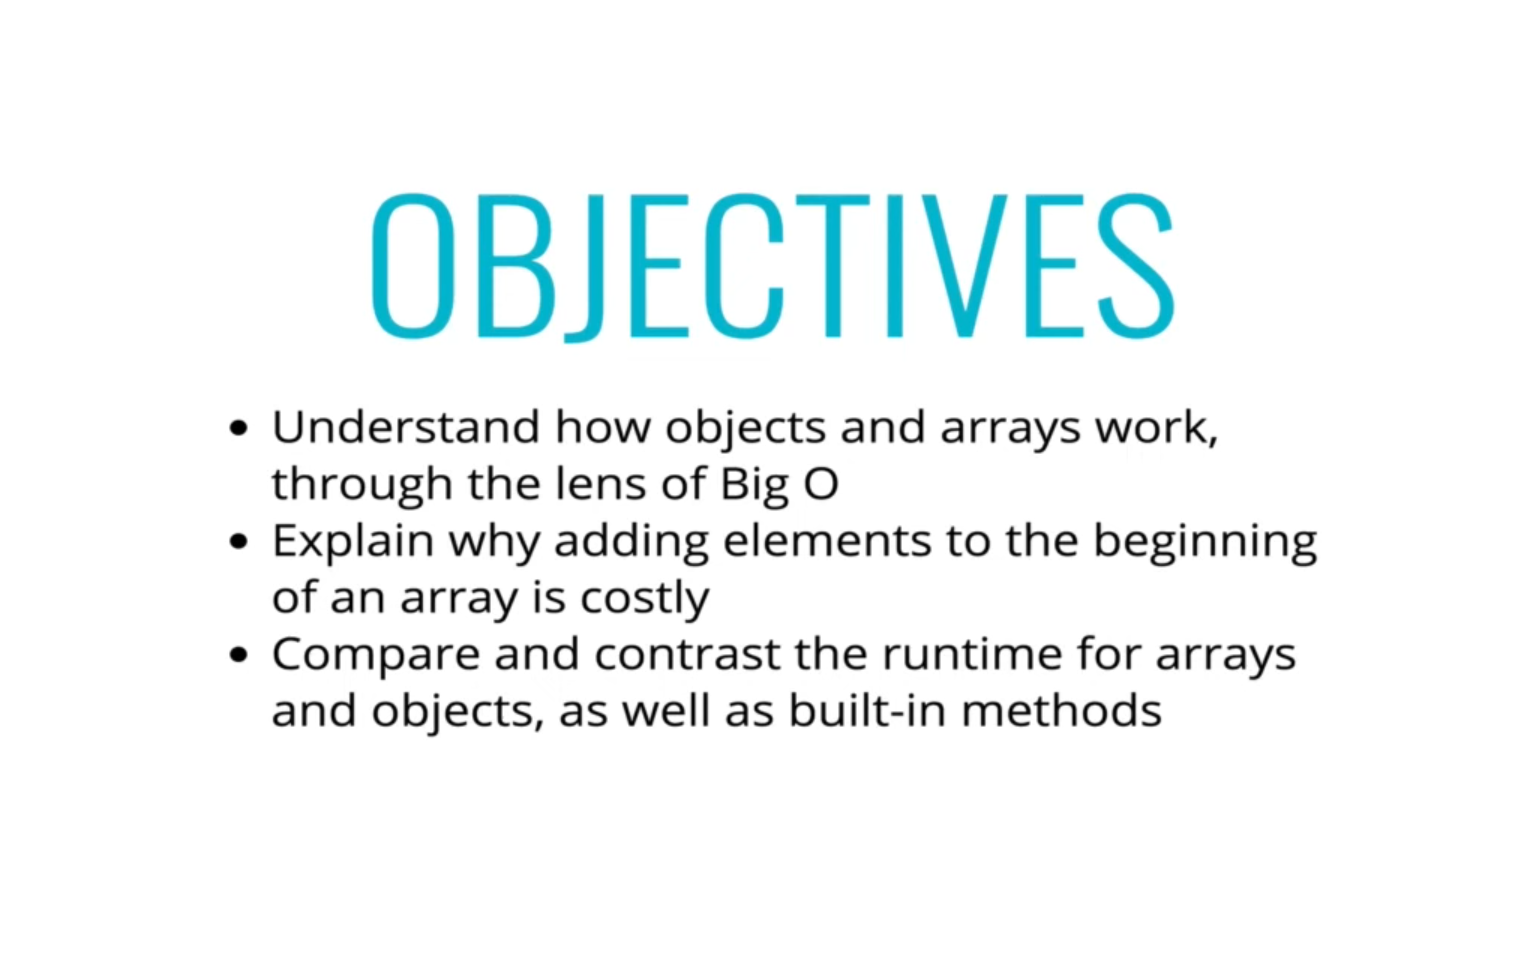 OBJECTIVES
• Understand how objects and arrays work,
through the lens of Big O
• Explain why adding elements to the beginning
of an array is costly
• Compare and contrast the runtime for arrays
and objects, as well as built-in methods